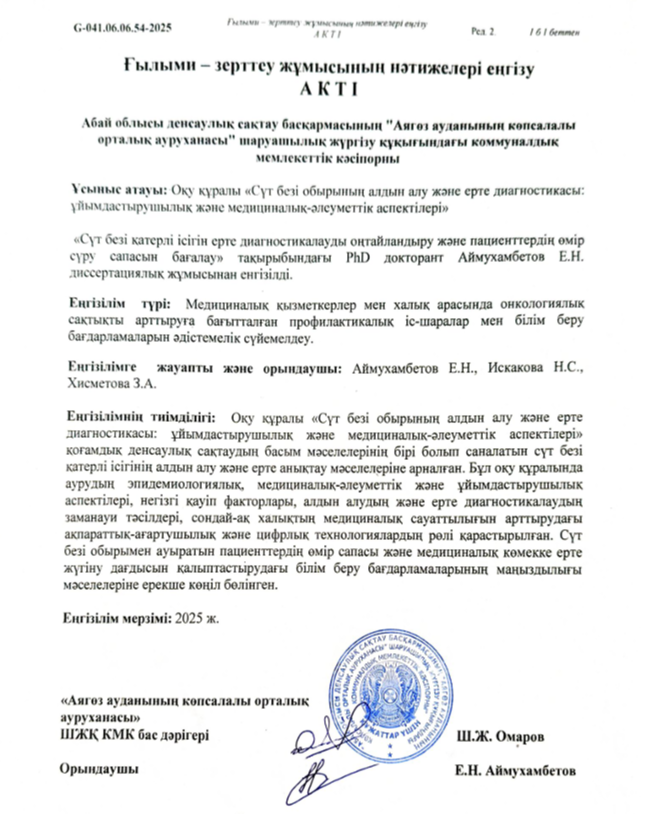 G-041.06.06.54-2025
Ғылыми – зерттеу жұмысының нәтижелері еңгізу
АКТІ
Ред. 2
1 6 1 беттен
Ғылыми – зерттеу жұмысының нәтижелері еңгізу
А К Т І
Абай облысы денсаулық сақтау басқармасының "Аягөз ауданының көпсалалы
орталық ауруханасы" шаруашылық жүргізу құқығындағы коммуналдық
мемлекеттік кәсіпорны
Ұсыныс атауы: Оқу құралы «Сүт безі обырының алдын алу және ерте диагностикасы:
ұйымдастырушылық және медициналық-әлеуметтік аспектілері»
«Сүт безі қатерлі ісігін ерте диагностикалауды оңтайландыру және пациенттердің өмір
сүру сапасын бағалау» тақырыбындағы PhD докторант Аймухамбетов Е.Н.
диссертациялық жұмысынан енгізілді.
Еңгізілім түрі: Медициналық қызметкерлер мен халық арасында онкологиялық
сақтықты арттыруға бағытталған профилактикалық іс-шаралар мен білім беру
бағдарламаларын әдістемелік сүйемелдеу.
Еңгізілімге жауапты және орындаушы: Аймухамбетов Е.Н., Искакова Н.С.,
Хисметова З.А.
Еңгізілімнің тиімділігі: Оқу құралы «Сүт безі обырының алдын алу және ерте
диагностикасы: ұйымдастырушылық және медициналық-әлеуметтік аспектілері»
қоғамдық денсаулық сақтаудың басым мәселелерінің бірі болып саналатын сүт безі
қатерлі ісігінің алдын алу және ерте анықтау мәселелеріне арналған. Бұл оқу құралында
аурудың эпидемиологиялық, медициналық-әлеуметтік және ұйымдастырушылық
аспектілері, негізгі қауіп факторлары, алдын алудың және ерте диагностикалаудың
заманауи тәсілдері, сондай-ақ халықтың медициналық сауаттылығын арттырудағы
ақпараттық-ағартушылық және цифрлық технологиялардың рөлі қарастырылған. Сүт
безі обырымен ауыратын пациенттердің өмір сапасы және медициналық көмекке ерте
жүгіну дағдысын қалыптастырудағы білім беру бағдарламаларының маңыздылығы
мәселелеріне ерекше көңіл бөлінген.
Еңгізілім мерзімі: 2025 ж.
«Аягөз ауданының көпсалалы орталық
ауруханасы»
ШЖҚ КМК бас дәрігері
Ш.Ж. Омаров
Орындаушы
Е.Н. Аймухамбетов